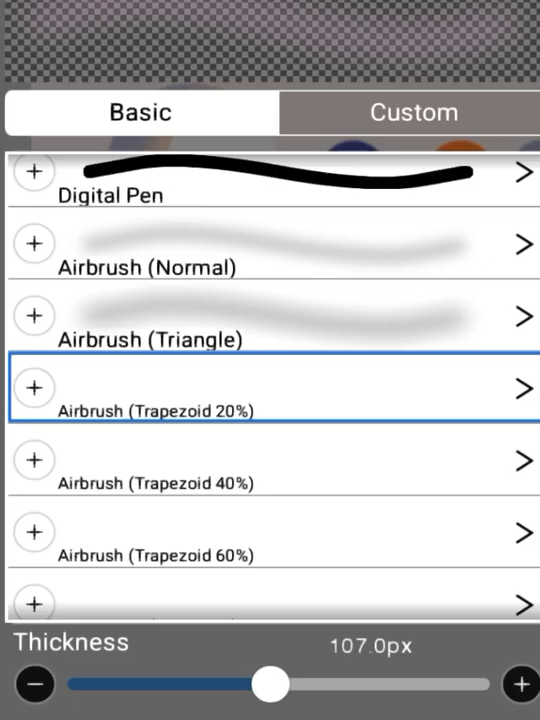 Basic
Custom
Digital Pen
Airbrush (Normal)
Airbrush (Triangle)
Airbrush (Trapezoid 20%)
Airbrush (Trapezoid 40%)
Airbrush (Trapezoid 60%)
Thickness
107.0px